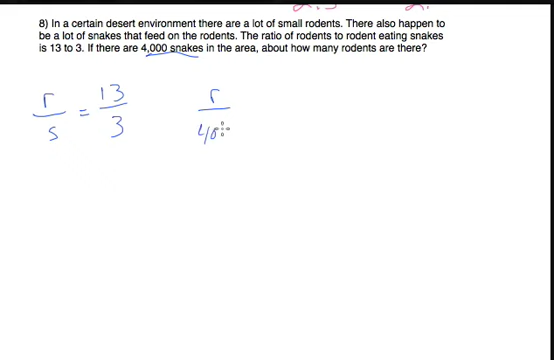 8) In a certain desert environment there are a lot of small rodents. There also happen to
be a lot of snakes that feed on the rodents. The ratio of rodents to rodent eating snakes
is 13 to 3. If there are 4,000 snakes in the area, about how many rodents are there?
r/s = 13/3 r/40